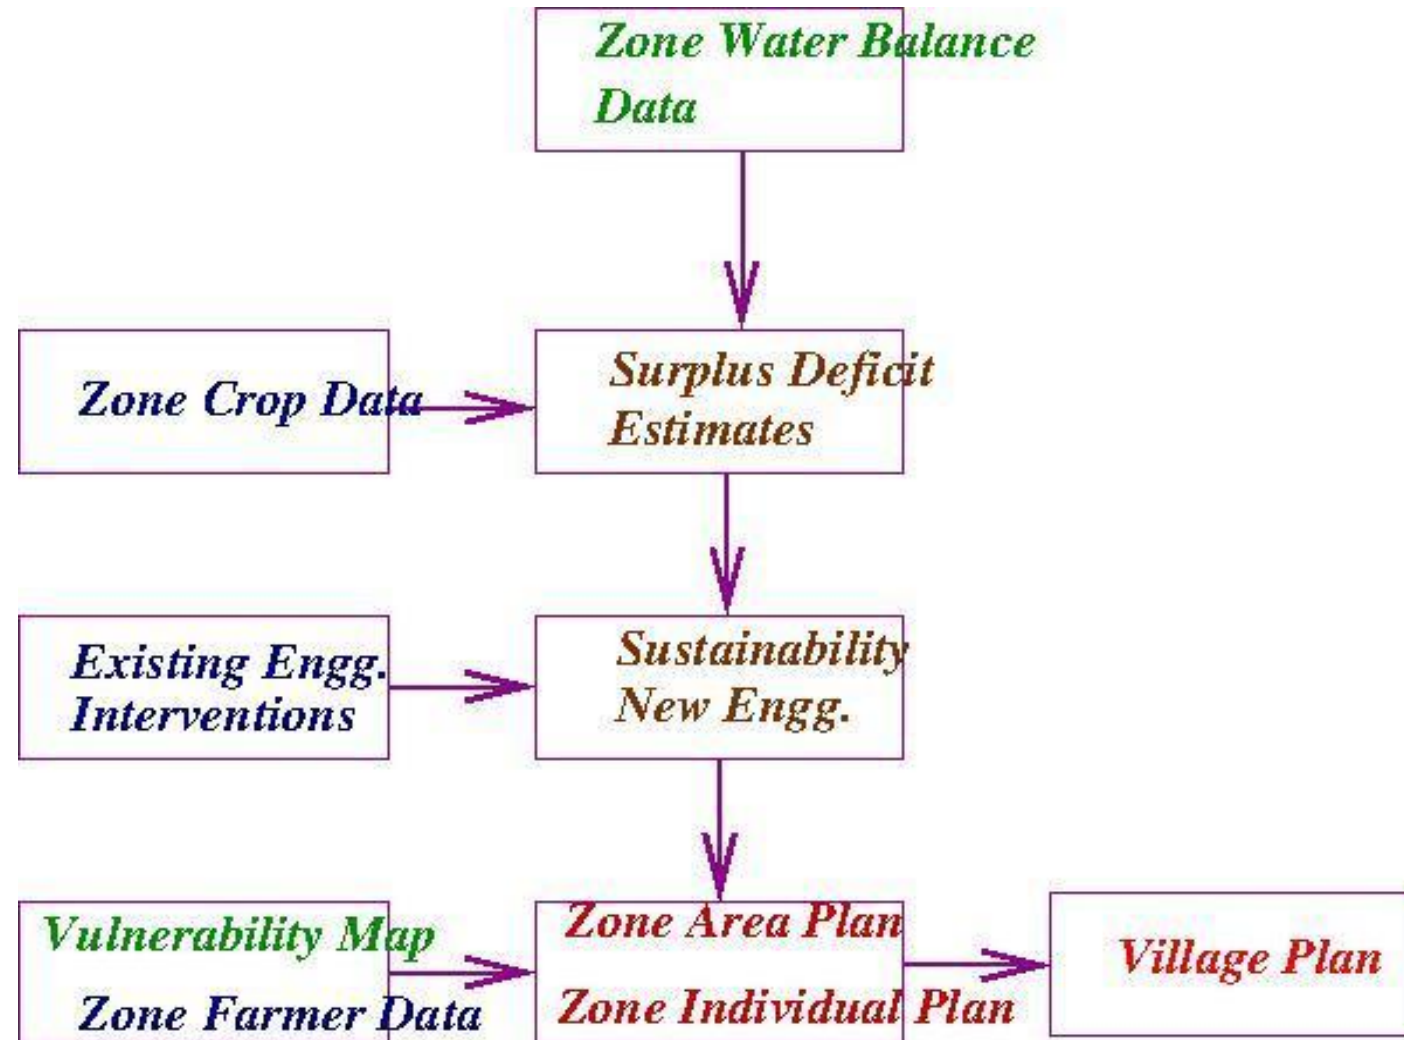 Zone Water Balance
Data
Zone Crop Data
Surplus Deficit
Estimates
Existing Engg.
Interventions
Sustainability
New Engg.
Vulnerability Map
Zone Farmer Data
Zone Area Plan
Zone Individual Plan
Village Plan